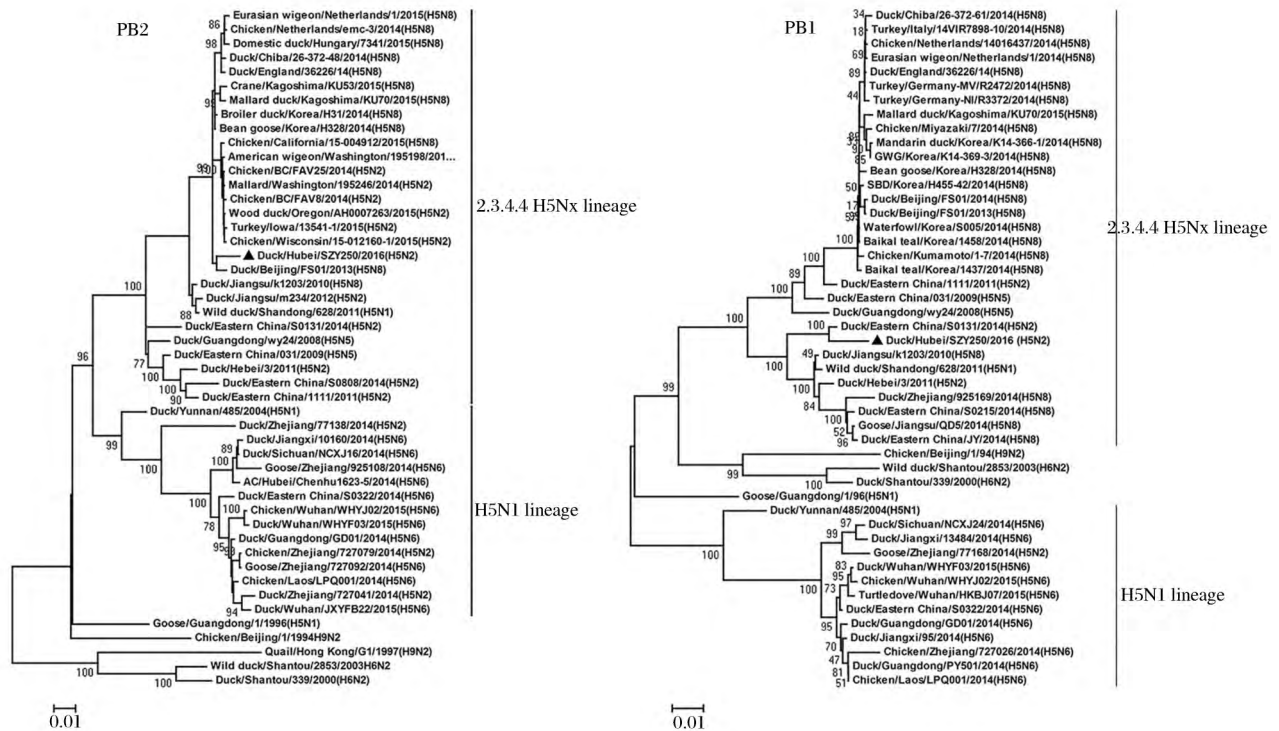 PB2
86
98
99
99
100
100
88
77
100
100
90
96
99
100
89
100
100
78
95
93
94
100
100
Eurasian wigeon/Netherlands/1/2015(H5N8)
Chicken/Netherlands/emc-3/2014(H5N8)
Domestic duck/Hungary/7341/2015(H5N8)
Duck/Chiba/26-372-48/2014(H5N8)
Duck/England/36226/14(H5N8)
Crane/Kagoshima/KU53/2015(H5N8)
Mallard duck/Kagoshima/KU70/2015(H5N8)
Broiler duck/Korea/H31/2014(H5N8)
Bean goose/Korea/H328/2014(H5N8)
Chicken/California/15-004912/2015(H5N8)
American wigeon/Washington/195198/201...
Chicken/BC/FAV25/2014(H5N2)
Mallard/Washington/195246/2014(H5N2)
Chicken/BC/FAV8/2014(H5N2)
Wood duck/Oregon/AH0007263/2015(H5N2)
Turkey/Iowa/13541-1/2015(H5N2)
Chicken/Wisconsin/15-012160-1/2015(H5N2)
Duck/Hubei/SZY250/2016(H5N2)
Duck/Beijing/FS01/2013(H5N8)
Duck/Jiangsu/k1203/2010(H5N8)
Duck/Jiangsu/m234/2012(H5N2)
Wild duck/Shandong/628/2011(H5N1)
Duck/Eastern China/S0131/2014(H5N2)
Duck/Guangdong/wy24/2008(H5N5)
Duck/Eastern China/031/2009(H5N5)
Duck/Hebei/3/2011(H5N2)
Duck/Eastern China/S0808/2014(H5N2)
Duck/Eastern China/1111/2011(H5N2)
Duck/Yunnan/485/2004(H5N1)
Duck/Zhejiang/77138/2014(H5N2)
Duck/Jiangxi/10160/2014(H5N6)
Duck/Sichuan/NCXJ16/2014(H5N6)
Goose/Zhejiang/925108/2014(H5N6)
AC/Hubei/Chenhu1623-5/2014(H5N6)
Duck/Eastern China/S0322/2014(H5N6)
Chicken/Wuhan/WHYJ02/2015(H5N6)
Duck/Wuhan/WHYF03/2015(H5N6)
Duck/Guangdong/GD01/2014(H5N6)
Chicken/Zhejiang/727079/2014(H5N2)
Goose/Zhejiang/727092/2014(H5N6)
Chicken/Laos/LPQ001/2014(H5N6)
Duck/Zhejiang/727041/2014(H5N2)
Duck/Wuhan/JXYFB22/2015(H5N6)
Goose/Guangdong/1/1996(H5N1)
Chicken/Beijing/1/1994H9N2
Quail/Hong Kong/G1/1997(H9N2)
Wild duck/Shantou/2853/2003H6N2
Duck/Shantou/339/2000(H6N2)
2.3.4.4 H5Nx lineage
H5N1 lineage
0.01
PB1
34
18
69
89
44
90
85
50
17
100
100
89
100
100
100
49
100
84
100
52
96
99
99
100
97
99
100
100
83
95
73
95
70
47
81
51
Duck/Chiba/26-372-61/2014(H5N8)
Turkey/Italy/14VIR7898-10/2014(H5N8)
Chicken/Netherlands/14016437/2014(H5N8)
Eurasian wigeon/Netherlands/1/2014(H5N8)
Duck/England/36226/14(H5N8)
Turkey/Germany-MV/R2472/2014(H5N8)
Turkey/Germany-NI/R3372/2014(H5N8)
Mallard duck/Kagoshima/KU70/2015(H5N8)
Chicken/Miyazaki/7/2014(H5N8)
Mandarin duck/Korea/K14-366-1/2014(H5N8)
GWG/Korea/K14-369-3/2014(H5N8)
Bean goose/Korea/H328/2014(H5N8)
SBD/Korea/H455-42/2014(H5N8)
Duck/Beijing/FS01/2014(H5N8)
Duck/Beijing/FS01/2013(H5N8)
Waterfowl/Korea/S005/2014(H5N8)
Baikal teal/Korea/1458/2014(H5N8)
Chicken/Kumamoto/1-7/2014(H5N8)
Baikal teal/Korea/1437/2014(H5N8)
Duck/Eastern China/1111/2011(H5N2)
Duck/Eastern China/031/2009(H5N5)
Duck/Guangdong/wy24/2008(H5N5)
Duck/Eastern China/S0131/2014(H5N2)
Duck/Hubei/SZY250/2016 (H5N2)
Duck/Jiangsu/k1203/2010(H5N8)
Wild duck/Shandong/628/2011(H5N1)
Duck/Hebei/3/2011(H5N2)
Duck/Zhejiang/925169/2014(H5N8)
Duck/Eastern China/S0215/2014(H5N8)
Goose/Jiangsu/QD5/2014(H5N8)
Duck/Eastern China/JY/2014(H5N8)
Chicken/Beijing/1/94(H9N2)
Wild duck/Shantou/2853/2003(H6N2)
Duck/Shantou/339/2000(H6N2)
Goose/Guangdong/1/96(H5N1)
Duck/Yunnan/485/2004(H5N1)
Duck/Sichuan/NCXJ24/2014(H5N6)
Duck/Jiangxi/13484/2014(H5N6)
Goose/Zhejiang/77168/2014(H5N2)
Duck/Wuhan/WHYF03/2015(H5N6)
Chicken/Wuhan/WHYJ02/2015(H5N6)
Turtledove/Wuhan/HKBJ07/2015(H5N6)
Duck/Eastern China/S0322/2014(H5N6)
Duck/Guangdong/GD01/2014(H5N6)
Duck/Jiangxi/95/2014(H5N6)
Chicken/Zhejiang/727026/2014(H5N6)
Duck/Guangdong/PY501/2014(H5N6)
Chicken/Laos/LPQ001/2014(H5N6)
2.3.4.4 H5Nx lineage
H5N1 lineage
0.01